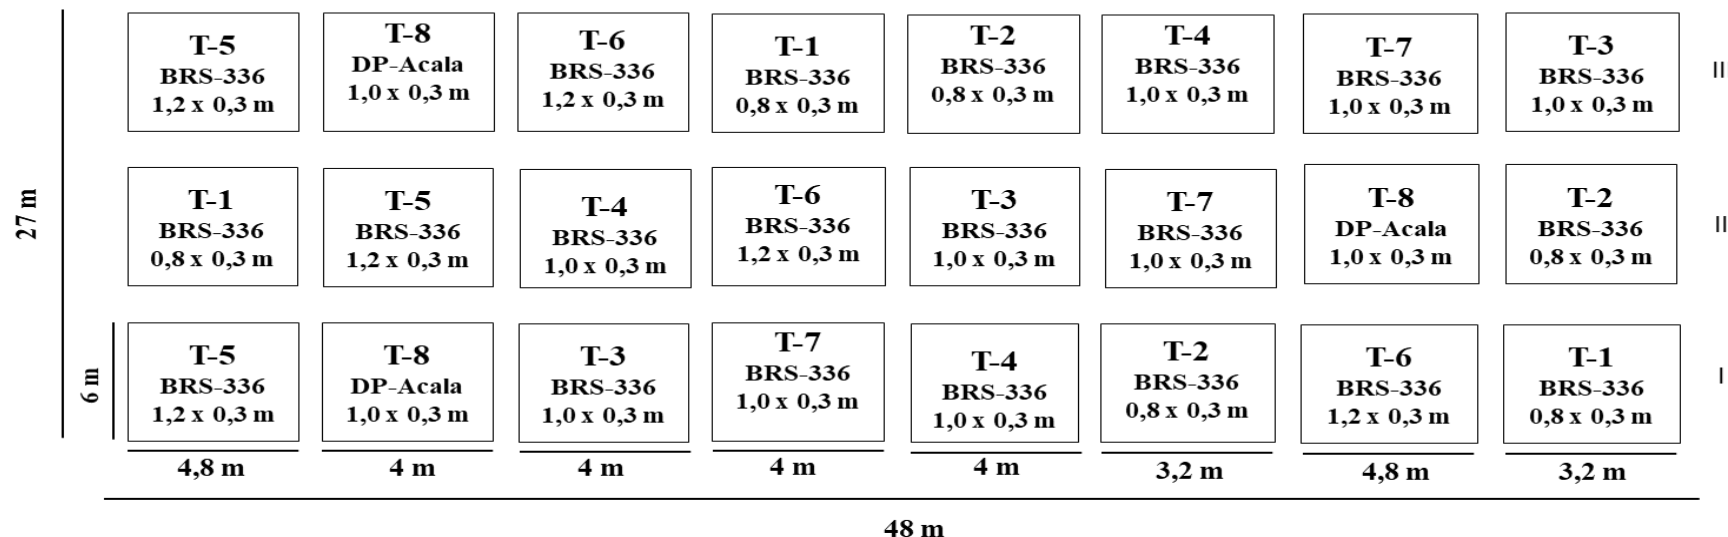 T-5
BRS-336
1,2 x 0,3 m
T-8
DP-Acala
1,0 x 0,3 m
T-6
BRS-336
1,2 x 0,3 m
T-1
BRS-336
0,8 x 0,3 m
T-2
BRS-336
0,8 x 0,3 m
T-4
BRS-336
1,0 x 0,3 m
T-7
BRS-336
1,0 x 0,3 m
T-3
BRS-336
1,0 x 0,3 m
II
27 m
T-1
BRS-336
0,8 x 0,3 m
T-5
BRS-336
1,2 x 0,3 m
T-4
BRS-336
1,0 x 0,3 m
T-6
BRS-336
1,2 x 0,3 m
T-3
BRS-336
1,0 x 0,3 m
T-7
BRS-336
1,0 x 0,3 m
T-8
DP-Acala
1,0 x 0,3 m
T-2
BRS-336
0,8 x 0,3 m
II
6 m
T-5
BRS-336
1,2 x 0,3 m
T-8
DP-Acala
1,0 x 0,3 m
T-3
BRS-336
1,0 x 0,3 m
T-7
BRS-336
1,0 x 0,3 m
T-4
BRS-336
1,0 x 0,3 m
T-2
BRS-336
0,8 x 0,3 m
T-6
BRS-336
1,2 x 0,3 m
T-1
BRS-336
0,8 x 0,3 m
I
4,8 m
4 m
4 m
4 m
4 m
3,2 m
4,8 m
3,2 m
48 m